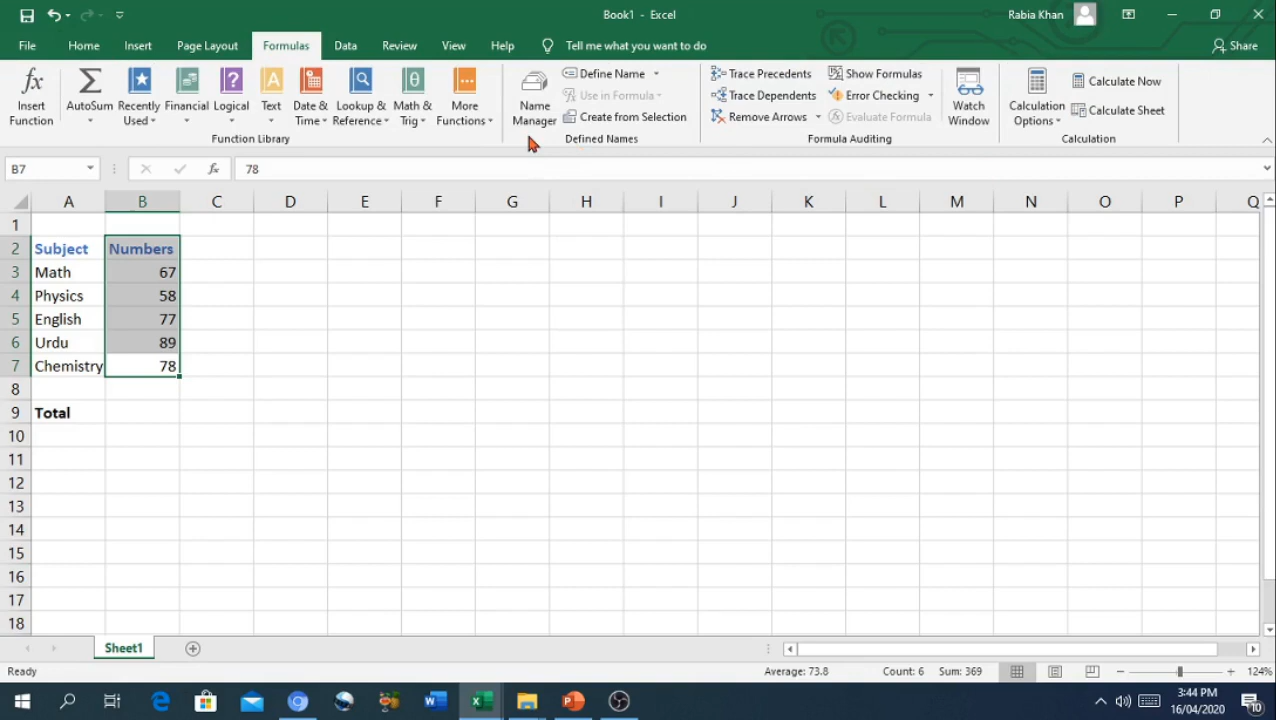 Book1 - Excel
Rabia Khan
File Home Insert Page Layout Formulas Data Review View Help Tell me what you want to do Share
Insert Function
AutoSum
Recently Used
Financial
Logical
Text
Date & Time
Lookup & Reference
Math & Trig
More Functions
Function Library
Name Manager
Define Name
Use in Formula
Create from Selection
Defined Names
Trace Precedents
Trace Dependents
Remove Arrows
Show Formulas
Error Checking
Evaluate Formula
Formula Auditing
Watch Window
Calculation Options
Calculate Now
Calculate Sheet
Calculation
B7 fx 78
A B C D E F G H I J K L M N O P Q
1
2 Subject Numbers
3 Math 67
4 Physics 58
5 English 77
6 Urdu 89
7 Chemistry 78
8
9 Total
10
11
12
13
14
15
16
17
18
Sheet1
Ready Average: 73.8 Count: 6 Sum: 369 124%
3:44 PM
16/04/2020
10